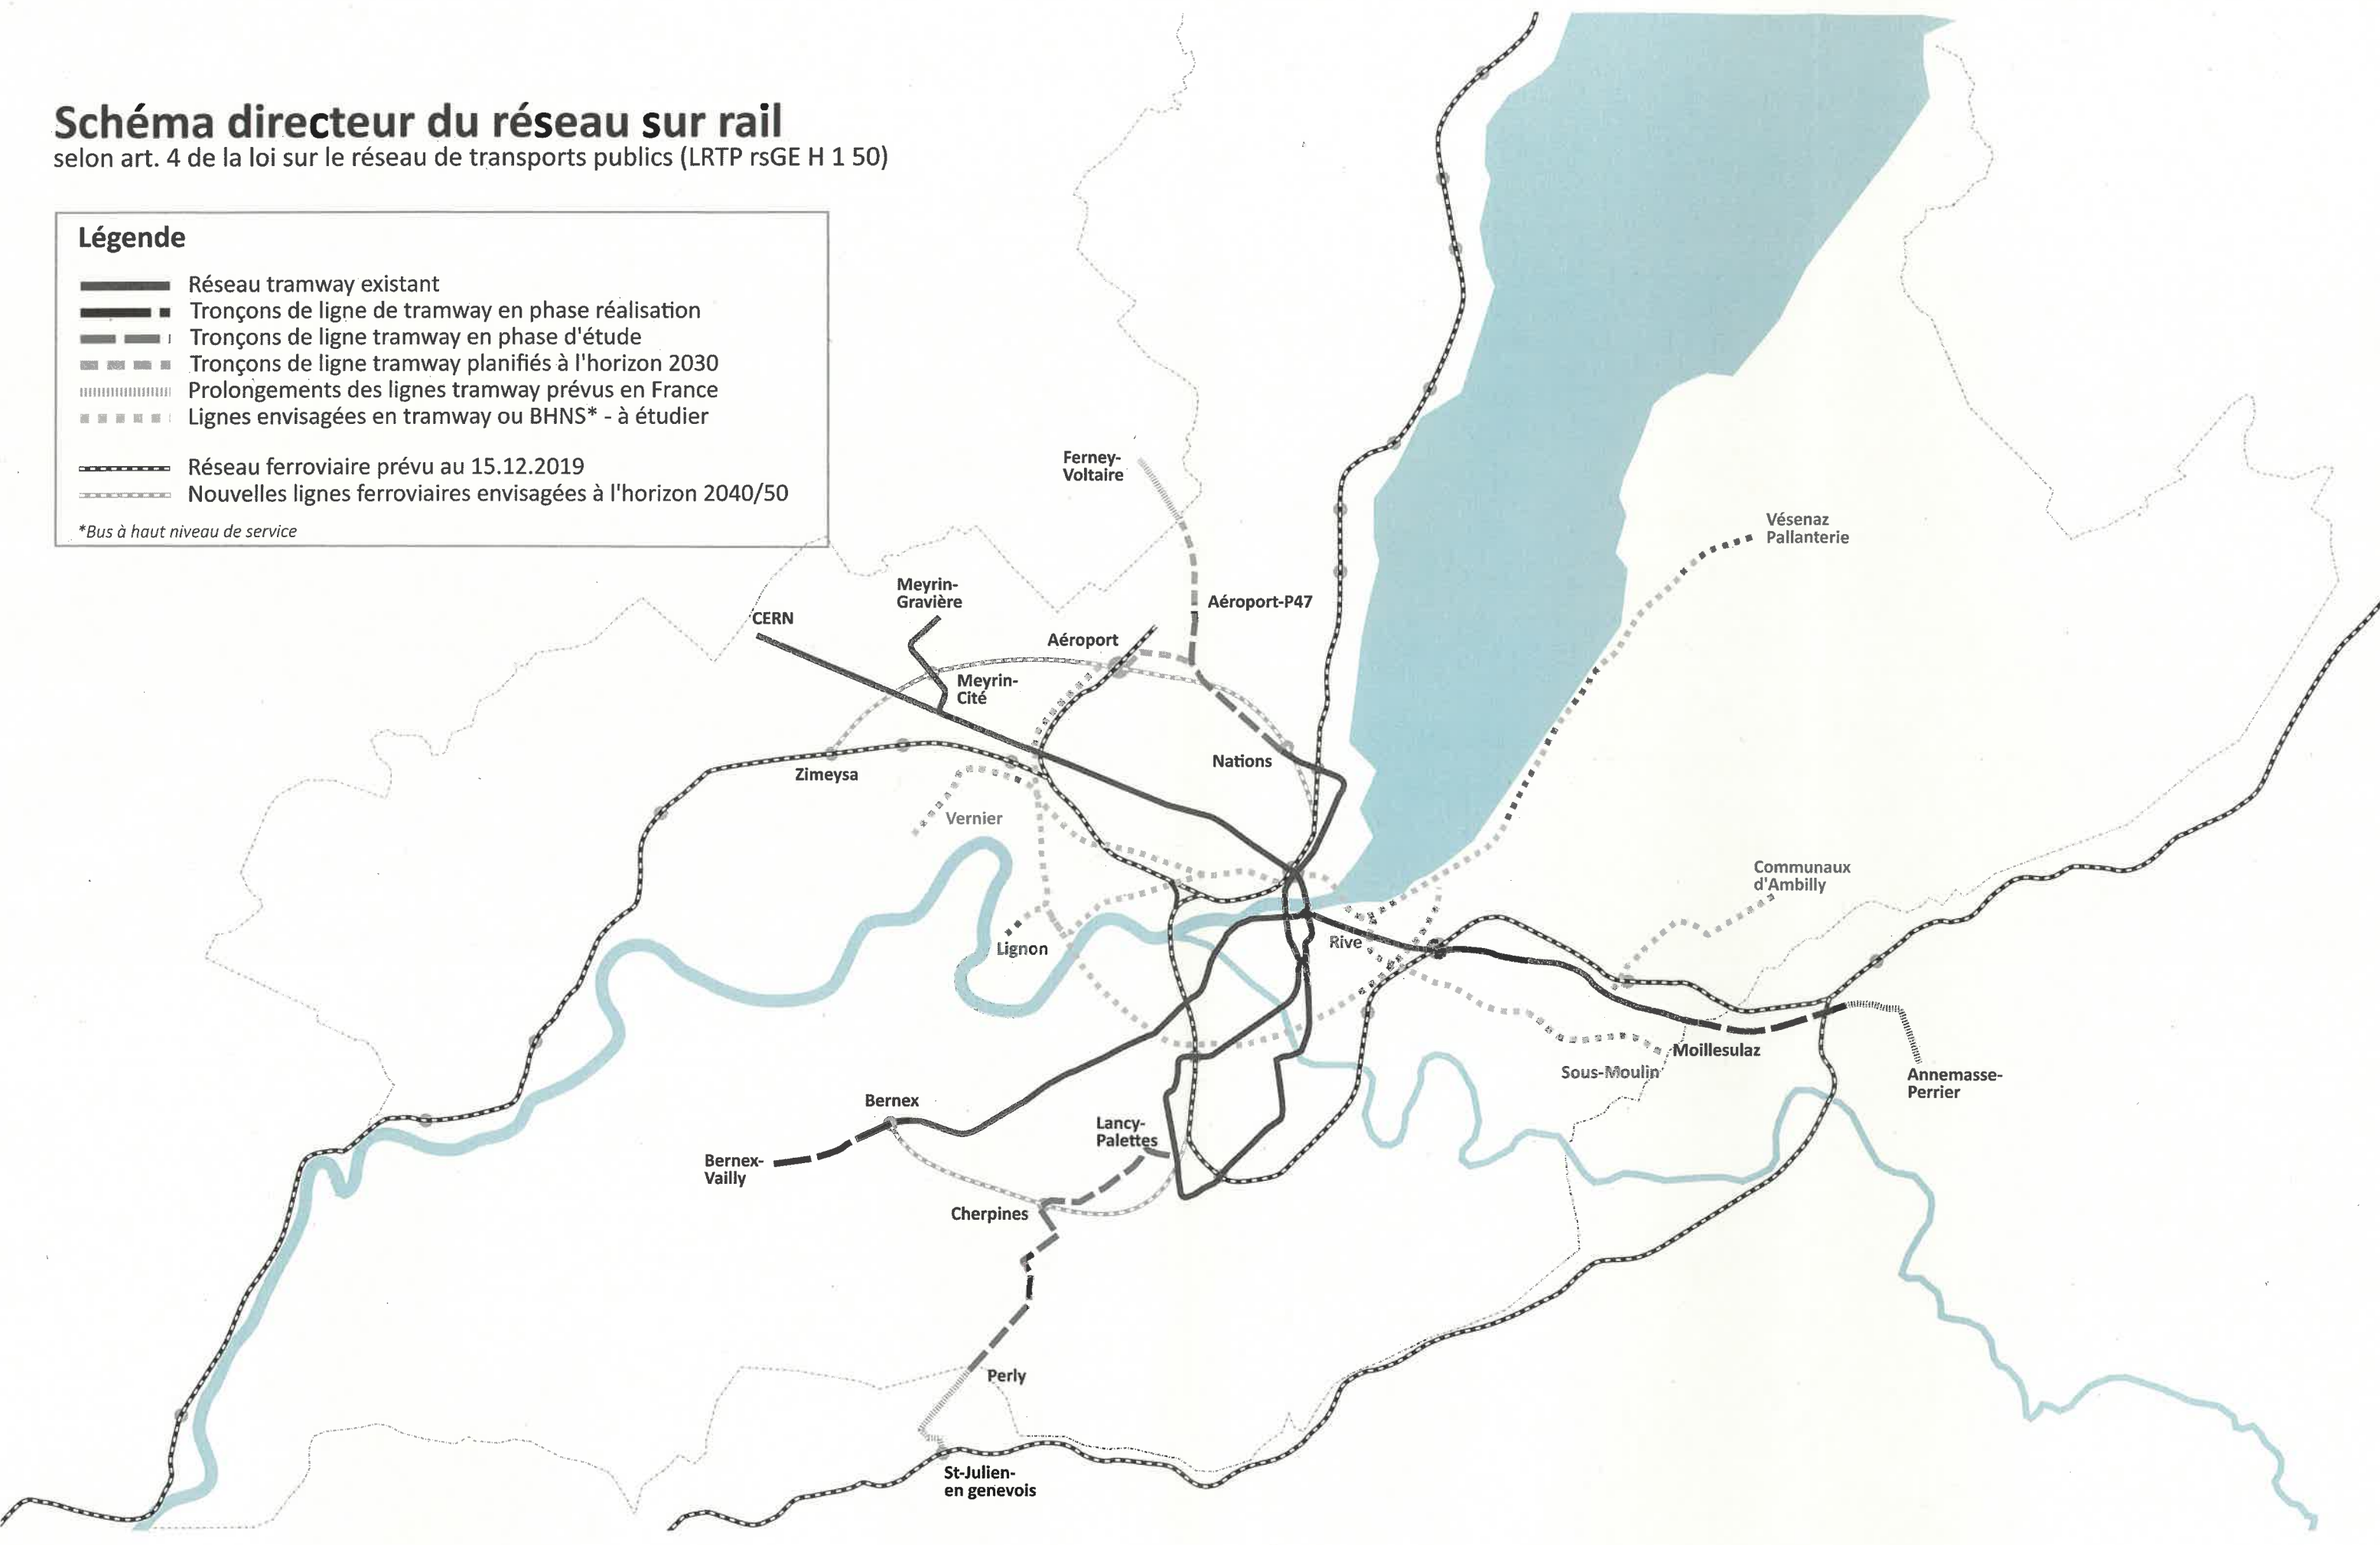 Schéma directeur du réseau sur rail
selon art. 4 de la loi sur le réseau de transports publics (LRTP rsGE H 1 50)
Légende
Réseau tramway existant
Tronçons de ligne de tramway en phase réalisation
Tronçons de ligne tramway en phase d'étude
Tronçons de ligne tramway planifiés à l'horizon 2030
Prolongements des lignes tramway prévus en France
Lignes envisagées en tramway ou BHNS* - à étudier
Réseau ferroviaire prévu au 15.12.2019
Nouvelles lignes ferroviaires envisagées à l'horizon 2040/50
*Bus à haut niveau de service
Ferney-
Voltaire
Vésenaz
Pallanterie
Meyrin-
Gravière
Aéroport-P47
CERN
Aéroport
Meyrin-
Cité
Nations
Zimeysa
Vernier
Communaux
d'Ambilly
Lignon
Rive
Moillesulaz
Sous-Moulin
Annemasse-
Perrier
Bernex
Lancy-
Palettes
Bernex-
Vailly
Cherpines
Perly
St-Julien-
en genevois